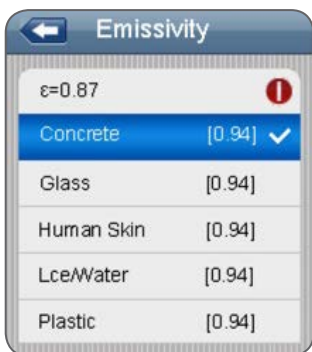 Emissivity
ε=0.87
Concrete [0.94]
Glass [0.94]
Human Skin [0.94]
Lce/Water [0.94]
Plastic [0.94]